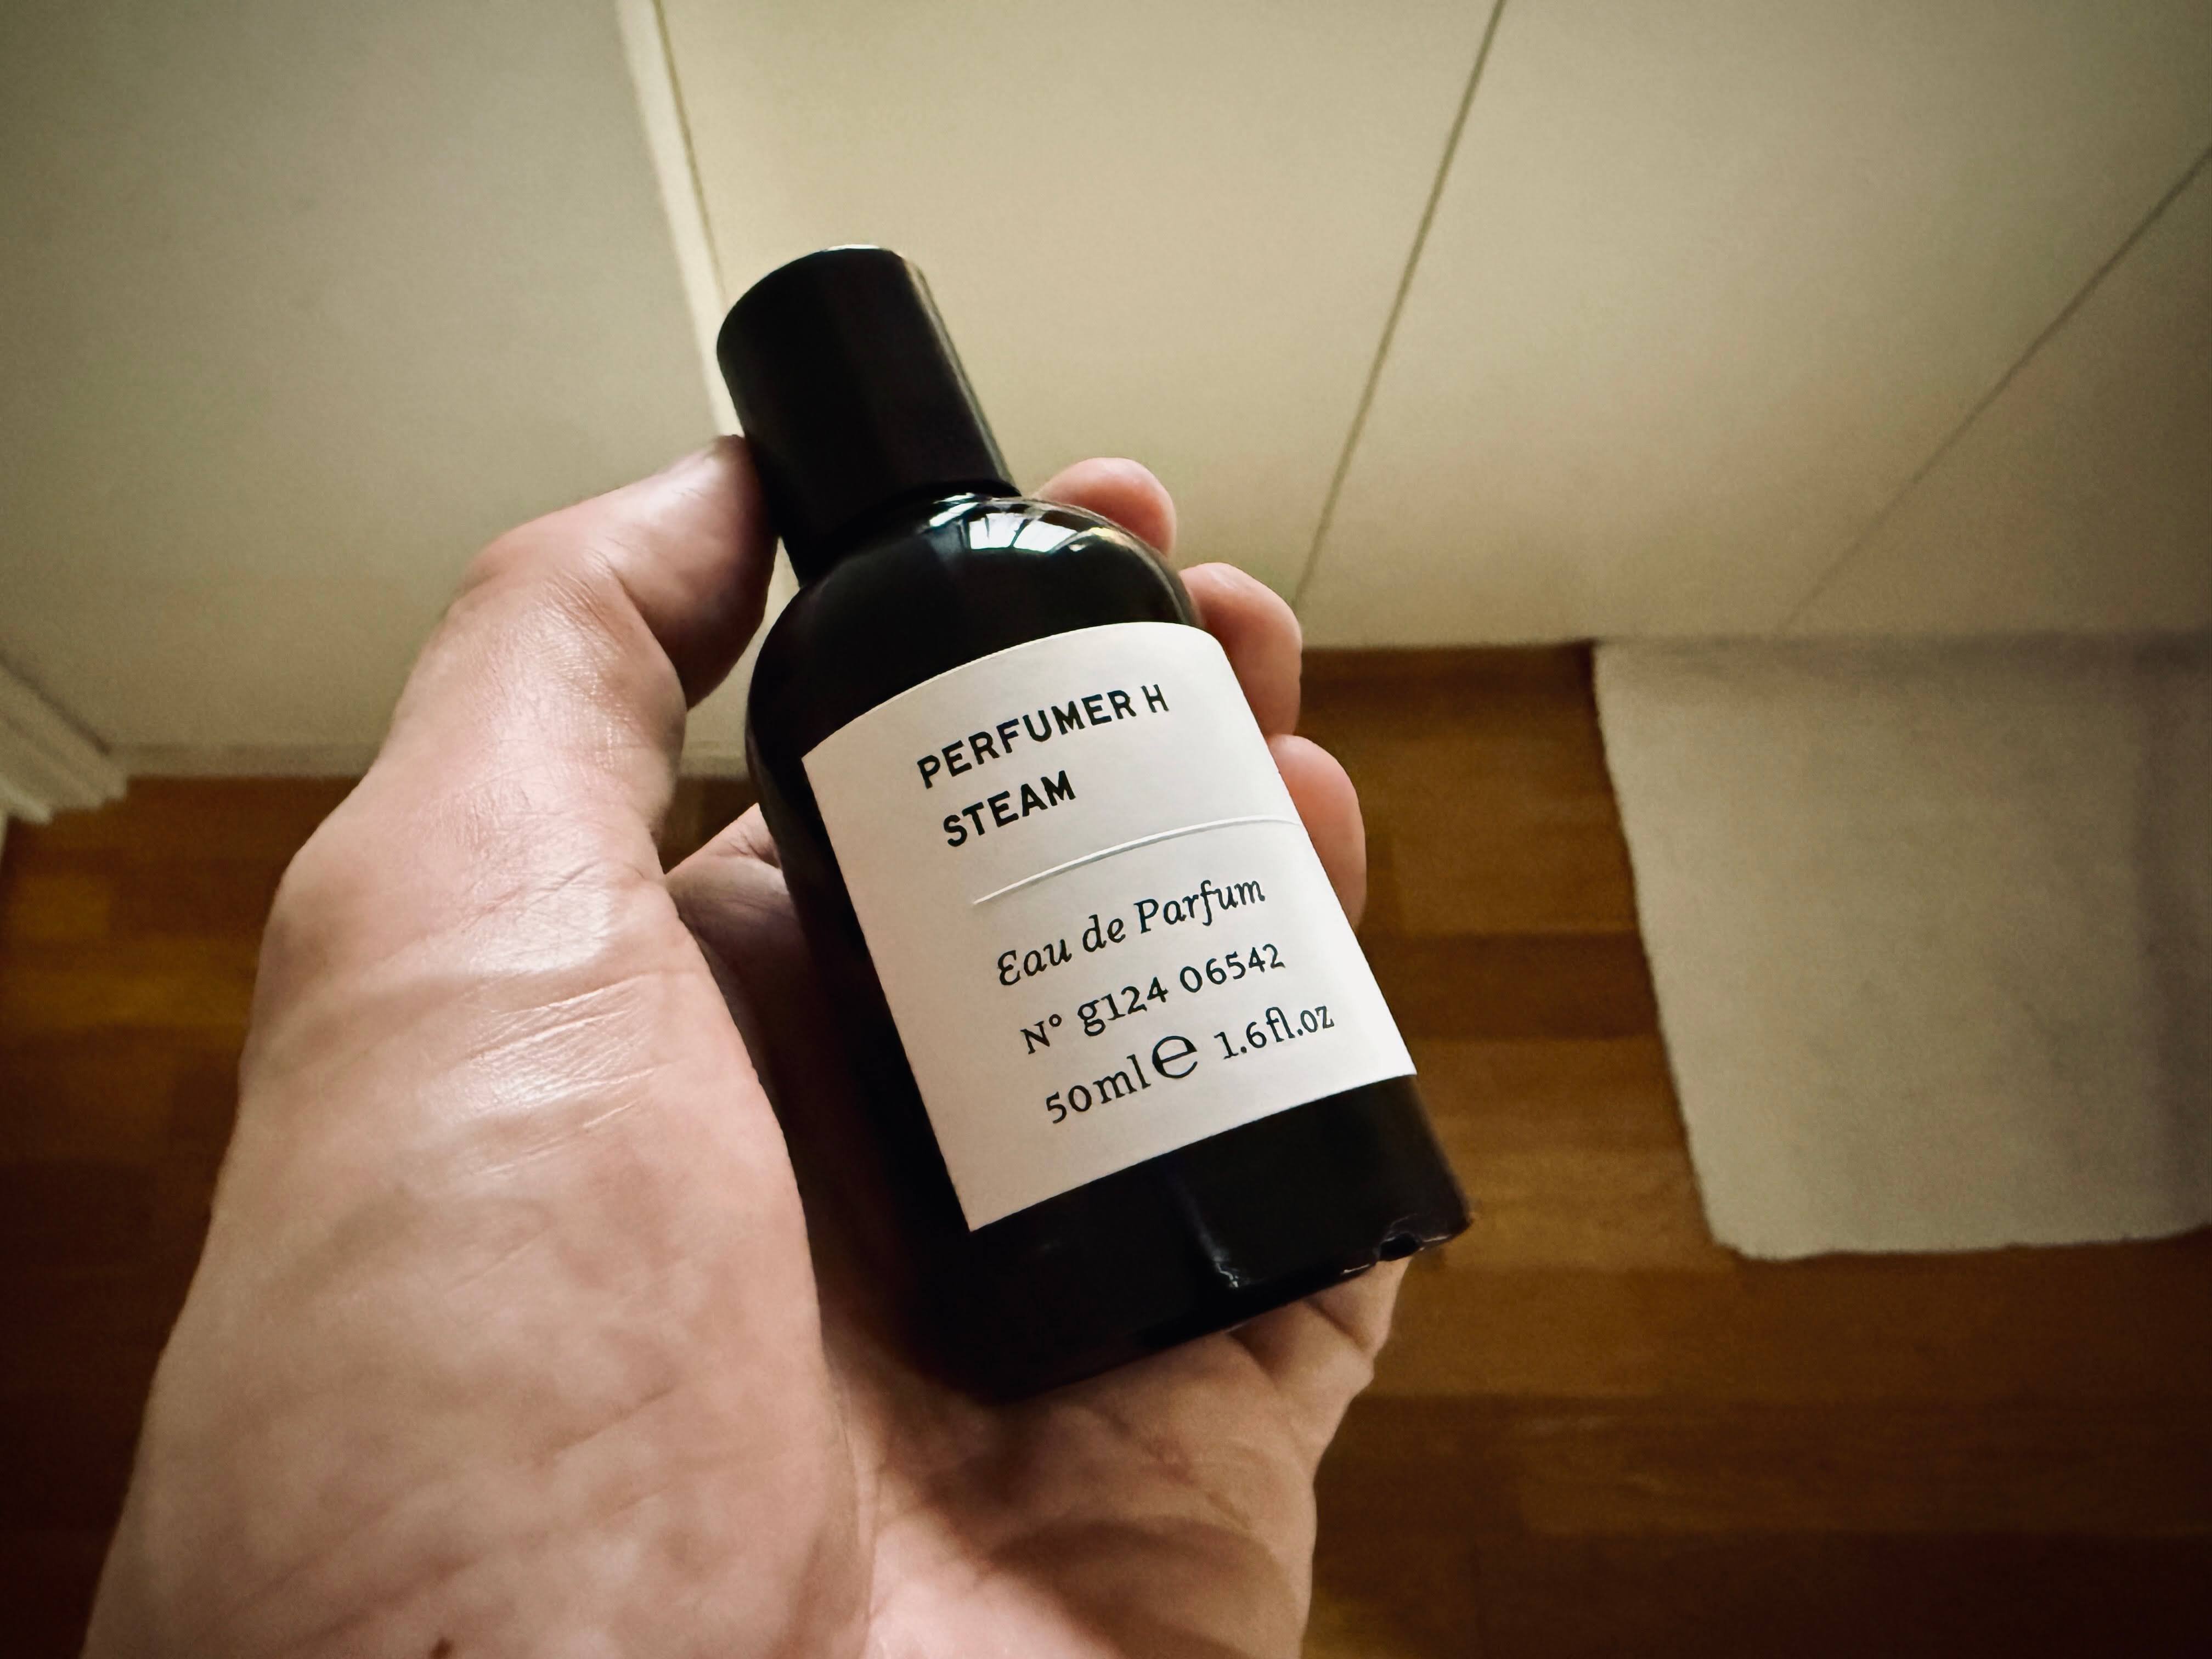 PERFUMER H
STEAM
Eau de Parfum
N° g124 06542
50ml ℮ 1.6fl.oz